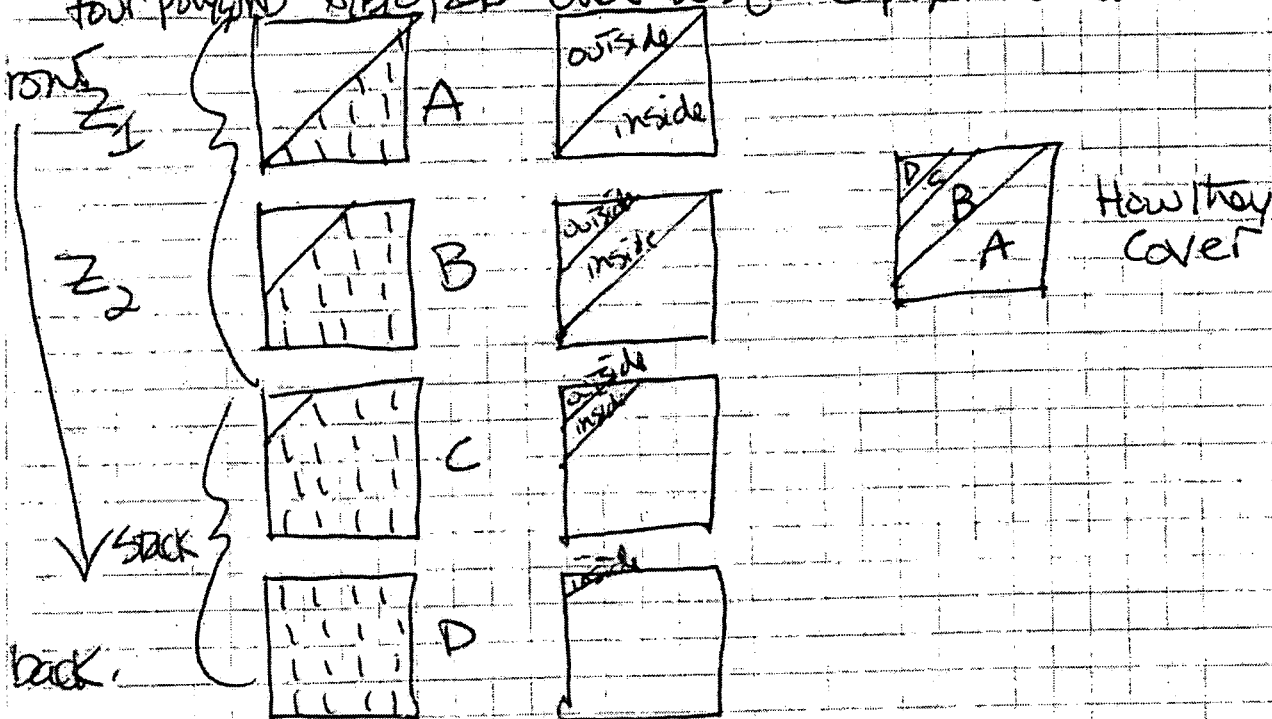 four polygons
outside
front
Z1
A
inside
D C
B
A
How they
Cover
outside
inside
Z2
B
outside
inside
C
stack
inside
D
back.